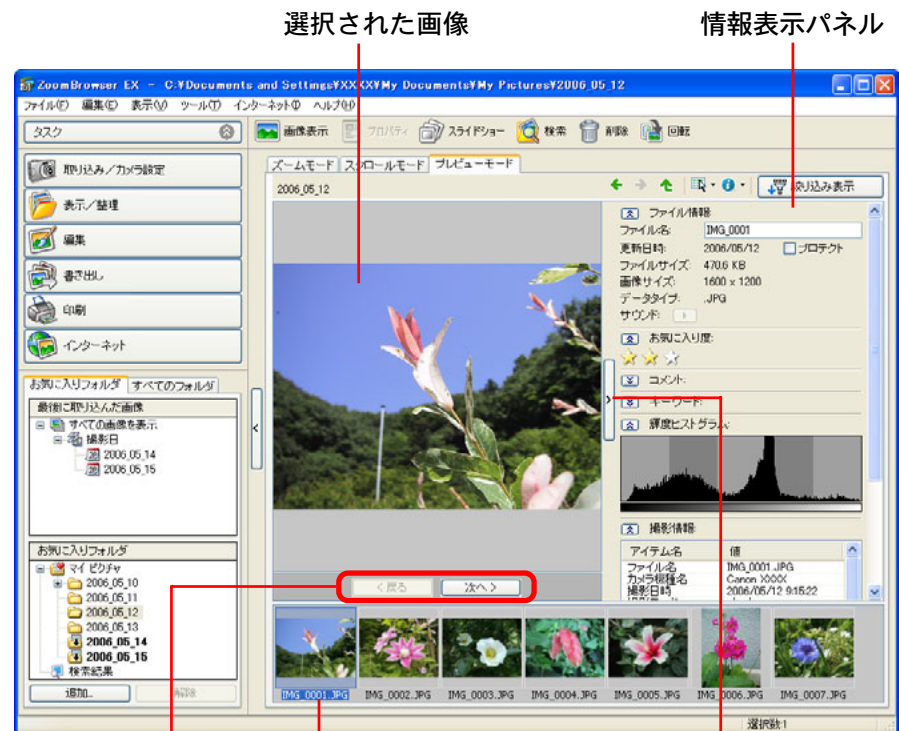 選択された画像
情報表示パネル
ZoomBrowser EX - C:¥Documents and Settings¥XXXX¥My Documents¥My Pictures¥2006_05_12
ファイル(F) 編集(E) 表示(V) ツール(T) インターネット(I) ヘルプ(H)
タスク
画像表示 プロパティ スライドショー 検索 削除 回転
取り込み／カメラ設定
表示／整理
編集
書き出し
印刷
インターネット
ズームモード スクロールモード プレビューモード
2006_05_12
絞り込み表示
ファイル情報:
ファイル名: IMG_0001
更新日時: 2006/05/12 プロテクト
ファイルサイズ: 470.6 KB
画像サイズ: 1600 x 1200
データタイプ: .JPG
サウンド:
お気に入り度:
コメント:
キーワード:
輝度ヒストグラム:
撮影情報:
アイテム名 値
ファイル名 IMG_0001.JPG
カメラ機種名 Canon XXXX
撮影日時 2006/05/12 9:15:22
お気に入りフォルダ すべてのフォルダ
最後に取り込んだ画像
すべての画像を表示
撮影日
2006_05_14
2006_05_15
お気に入りフォルダ
マイ ピクチャ
2006_05_10
2006_05_11
2006_05_12
2006_05_13
2006_05_14
2006_05_15
検索結果
追加... 削除
< 戻る 次へ >
IMG_0001.JPG IMG_0002.JPG IMG_0003.JPG IMG_0004.JPG IMG_0005.JPG IMG_0006.JPG IMG_0007.JPG
選択数:1